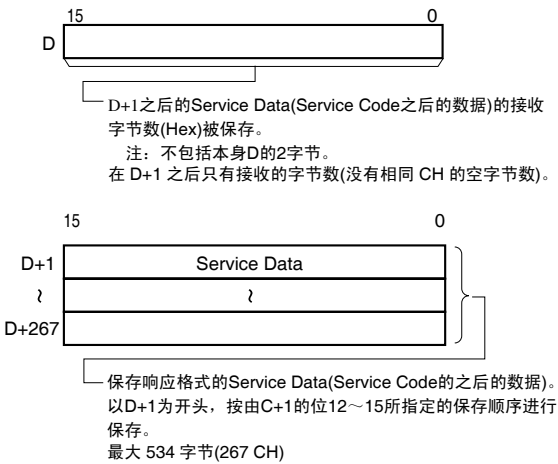 15 0
D
D+1之后的Service Data(Service Code之后的数据)的接收
字节数(Hex)被保存。
注：不包括本身D的2字节。
在 D+1 之后只有接收的字节数(没有相同 CH 的空字节数)。
15 0
D+1 Service Data
~ ~
D+267
保存响应格式的Service Data(Service Code的之后的数据)。
以D+1为开头，按由C+1的位12～15所指定的保存顺序进行
保存。
最大 534 字节(267 CH)